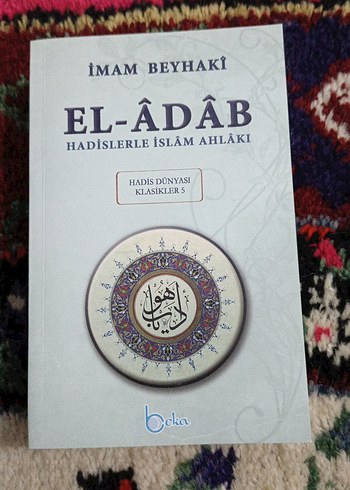 İMAM BEYHAKÎ
EL-ÂDÂB
HADİSLERLE İSLÂM AHLÂKI
HADİS DÜNYASI
KLASİKLER 5
beka